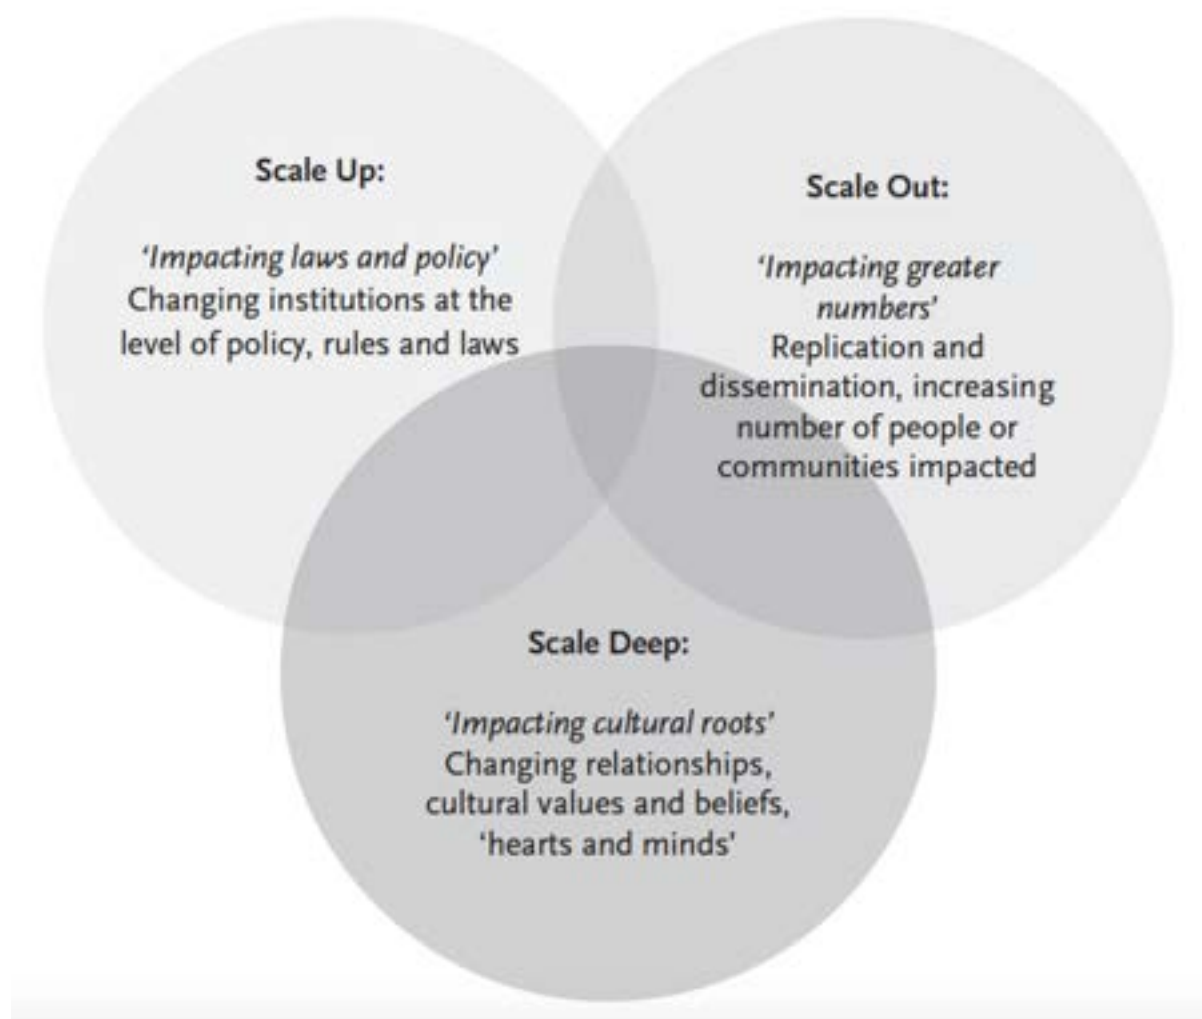 Scale Up:
‘Impacting laws and policy’
Changing institutions at the
level of policy, rules and laws
Scale Out:
‘Impacting greater
numbers’
Replication and
dissemination, increasing
number of people or
communities impacted
Scale Deep:
‘Impacting cultural roots’
Changing relationships,
cultural values and beliefs,
‘hearts and minds’